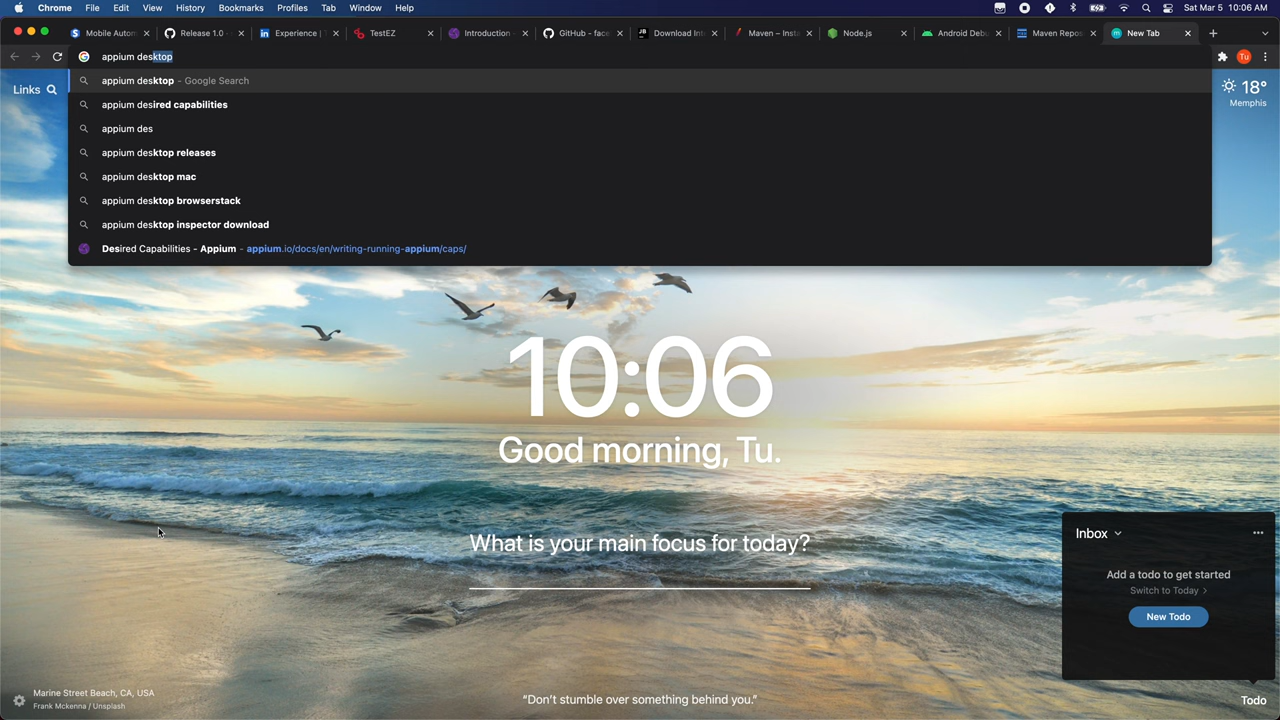 Chrome File Edit View History Bookmarks Profiles Tab Window Help Sat Mar 5 10:06 AM
Mobile Autom Release 1.0 - Experience | TestEZ Introduction - GitHub - face Download Int Maven – Insta Node.js Android Debu Maven Repos New Tab
appium desktop Tu
Links
appium desktop - Google Search
appium desired capabilities
appium des
appium desktop releases
appium desktop mac
appium desktop browserstack
appium desktop inspector download
Desired Capabilities - Appium - appium.io/docs/en/writing-running-appium/caps/
18°
Memphis
10:06
Good morning, Tu.
What is your main focus for today?
Inbox
Add a todo to get started
Switch to Today
New Todo
Marine Street Beach, CA, USA
Frank Mckenna / Unsplash
“Don’t stumble over something behind you.”
Todo